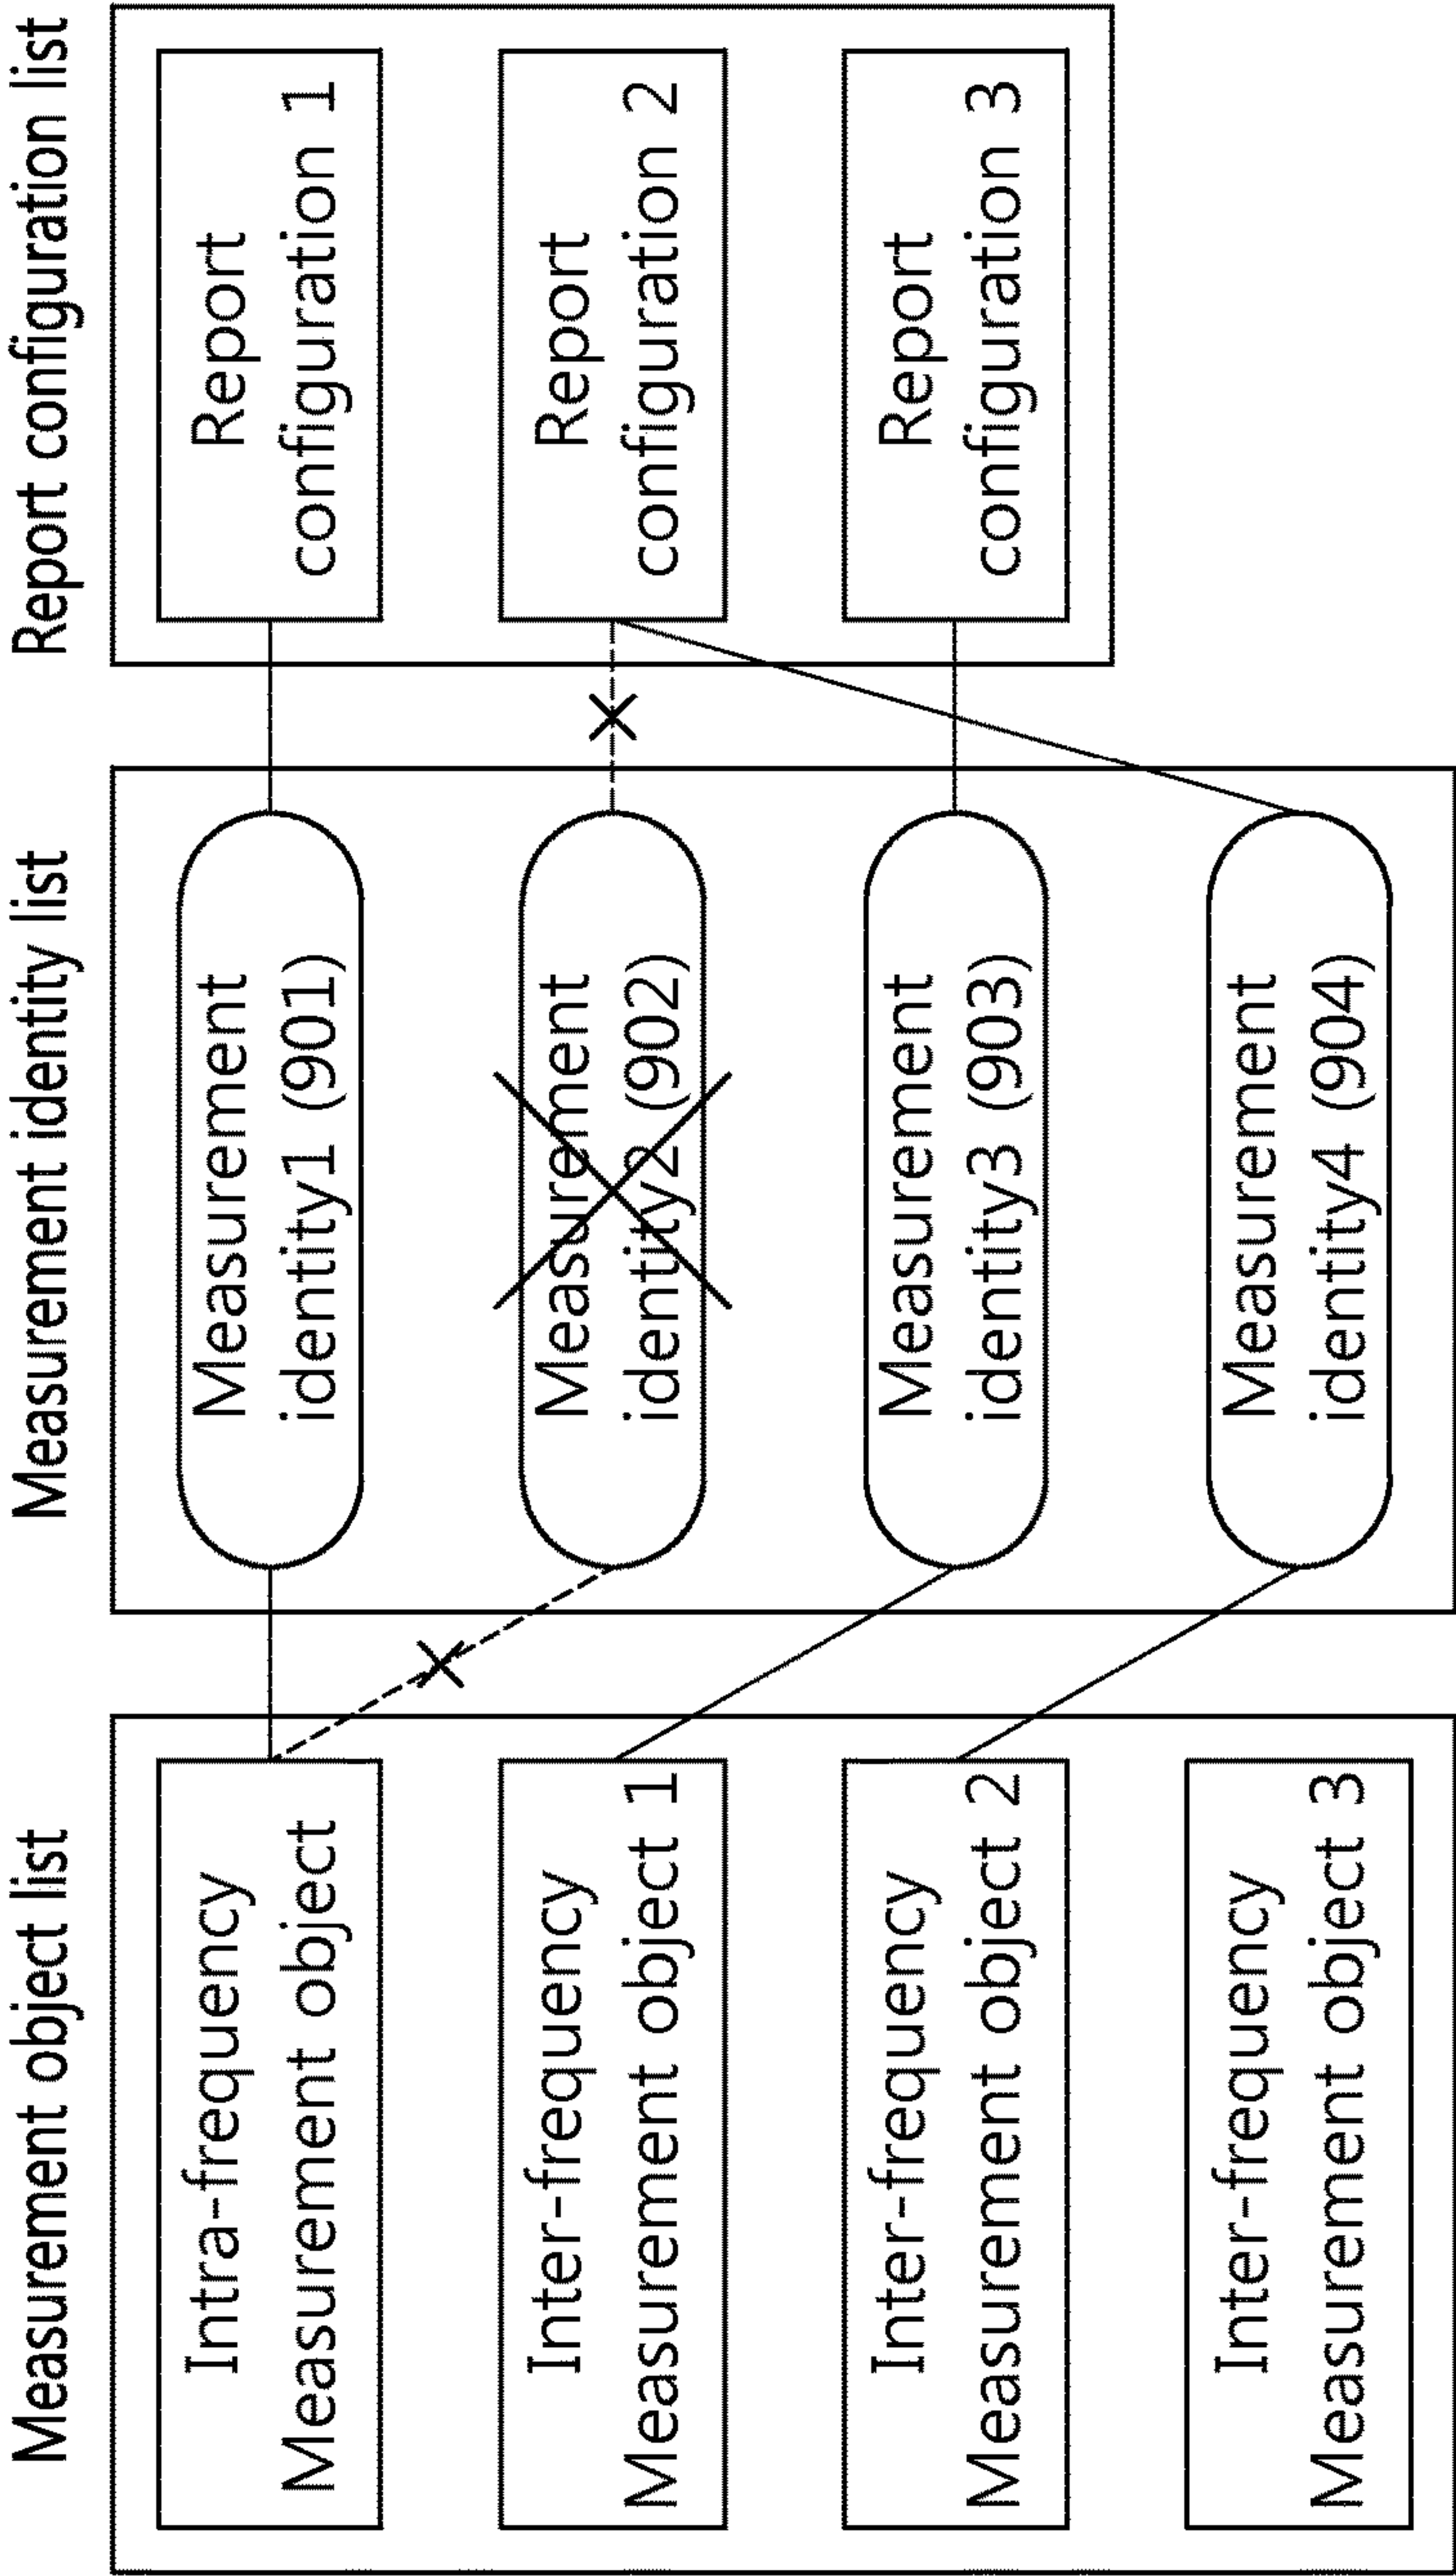 Measurement object list
Intra-frequency
Measurement object
Inter-frequency
Measurement object 1
Inter-frequency
Measurement object 2
Inter-frequency
Measurement object 3
Measurement identity list
Measurement
identity1 (901)
Measurement
identity2 (902)
Measurement
identity3 (903)
Measurement
identity4 (904)
Report configuration list
Report
configuration 1
Report
configuration 2
Report
configuration 3